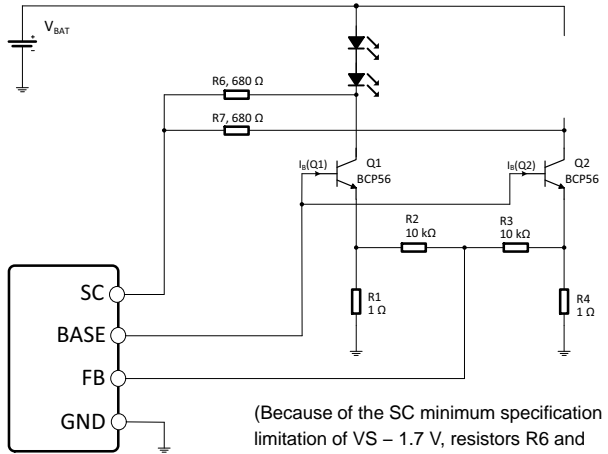 V_BAT
+
-
R6, 680 Ω
R7, 680 Ω
I_B(Q1)
Q1
BCP56
I_B(Q2)
Q2
BCP56
R2
10 kΩ
R3
10 kΩ
R1
1 Ω
R4
1 Ω
SC
BASE
FB
GND
(Because of the SC minimum specification
limitation of VS – 1.7 V, resistors R6 and